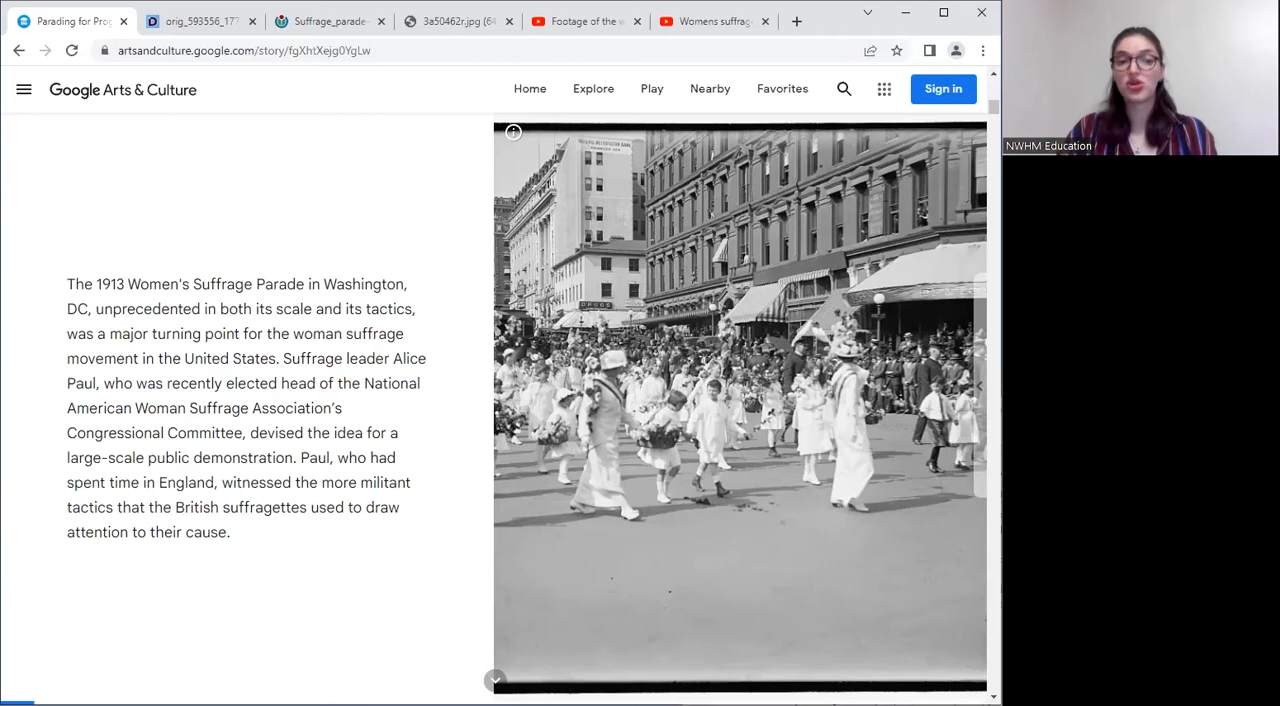 Parading for Prog
orig_593556_177
Suffrage_parade-
3a50462r.jpg (64
Footage of the w
Womens suffrag
artsandculture.google.com/story/fgXhtXejg0YgLw
Google Arts & Culture
Home
Explore
Play
Nearby
Favorites
Sign in
NWHM Education
The 1913 Women's Suffrage Parade in Washington,
DC, unprecedented in both its scale and its tactics,
was a major turning point for the woman suffrage
movement in the United States. Suffrage leader Alice
Paul, who was recently elected head of the National
American Woman Suffrage Association's
Congressional Committee, devised the idea for a
large-scale public demonstration. Paul, who had
spent time in England, witnessed the more militant
tactics that the British suffragettes used to draw
attention to their cause.
DRUGS